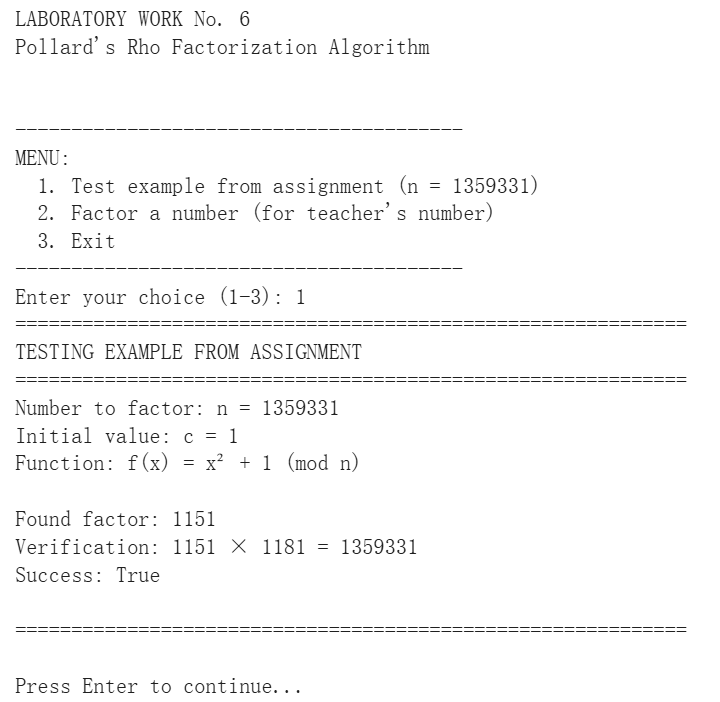 LABORATORY WORK No. 6
Pollard's Rho Factorization Algorithm
----------------------------------------
MENU:
  1. Test example from assignment (n = 1359331)
  2. Factor a number (for teacher's number)
  3. Exit
----------------------------------------
Enter your choice (1-3): 1
============================================================
TESTING EXAMPLE FROM ASSIGNMENT
============================================================
Number to factor: n = 1359331
Initial value: c = 1
Function: f(x) = x² + 1 (mod n)
Found factor: 1151
Verification: 1151 × 1181 = 1359331
Success: True
============================================================
Press Enter to continue...